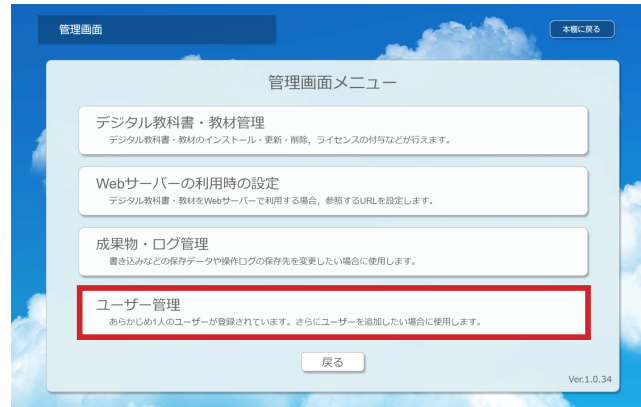 管理画面
本棚に戻る
管理画面メニュー
デジタル教科書・教材管理
デジタル教科書・教材のインストール・更新・削除，ライセンスの付与などが行えます。
Webサーバーの利用時の設定
デジタル教科書・教材をWebサーバーで利用する場合，参照するURLを設定します。
成果物・ログ管理
書き込みなどの保存データや操作ログの保存先を変更したい場合に使用します。
ユーザー管理
あらかじめ1人のユーザーが登録されています。さらにユーザーを追加したい場合に使用します。
戻る
Ver.1.0.34